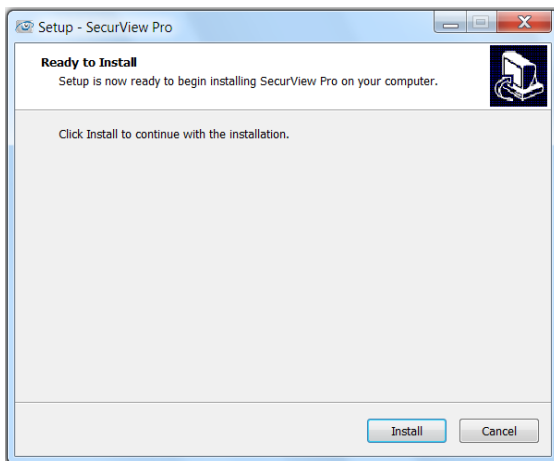 Setup - SecurView Pro
Ready to Install
Setup is now ready to begin installing SecurView Pro on your computer.
Click Install to continue with the installation.
Install
Cancel